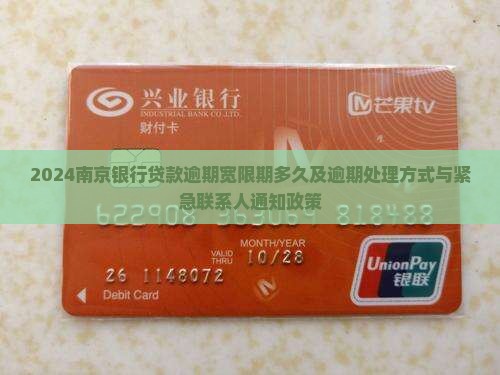 兴业银行
INDUSTRIAL BANK CO.,LTD.
财付卡
芒果tv
2024南京银行贷款逾期宽限期多久及逾期处理方式与紧
急联系人通知政策
MONTH/YEAR
VALID
THRU
10/28
26 1148072
Debit Card
UnionPay
银联